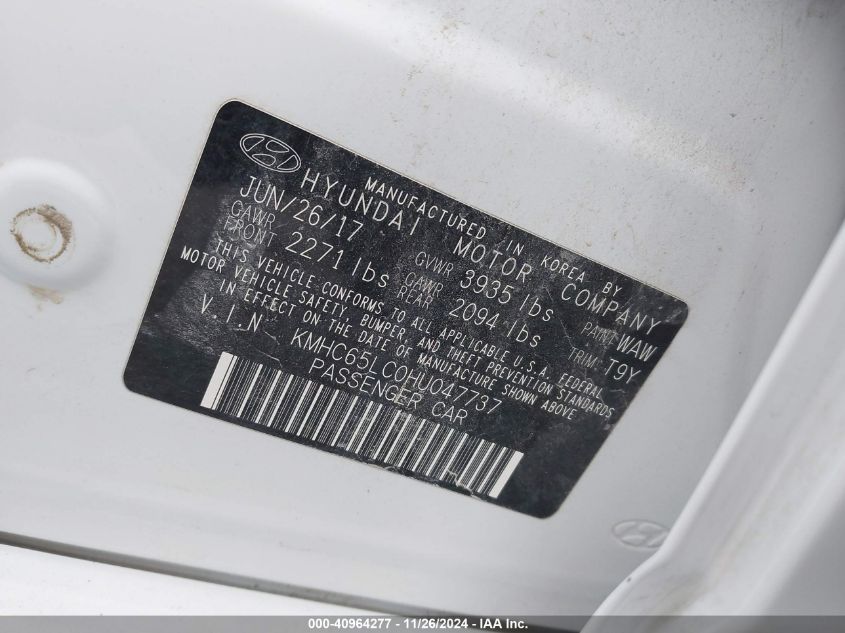 MANUFACTURED IN KOREA BY
HYUNDAI MOTOR COMPANY
JUN/26/17 GVWR 3935 lbs PAINT: WAW
GAWR FRONT 2271 lbs GAWR REAR 2094 lbs TRIM: T9Y
THIS VEHICLE CONFORMS TO ALL APPLICABLE U.S.A. FEDERAL
MOTOR VEHICLE SAFETY, BUMPER, AND THEFT PREVENTION STANDARDS
IN EFFECT ON THE DATE OF MANUFACTURE SHOWN ABOVE
V.I.N KMHC65LC0HU047737
PASSENGER CAR
000-40964277 - 11/26/2024 - IAA Inc.